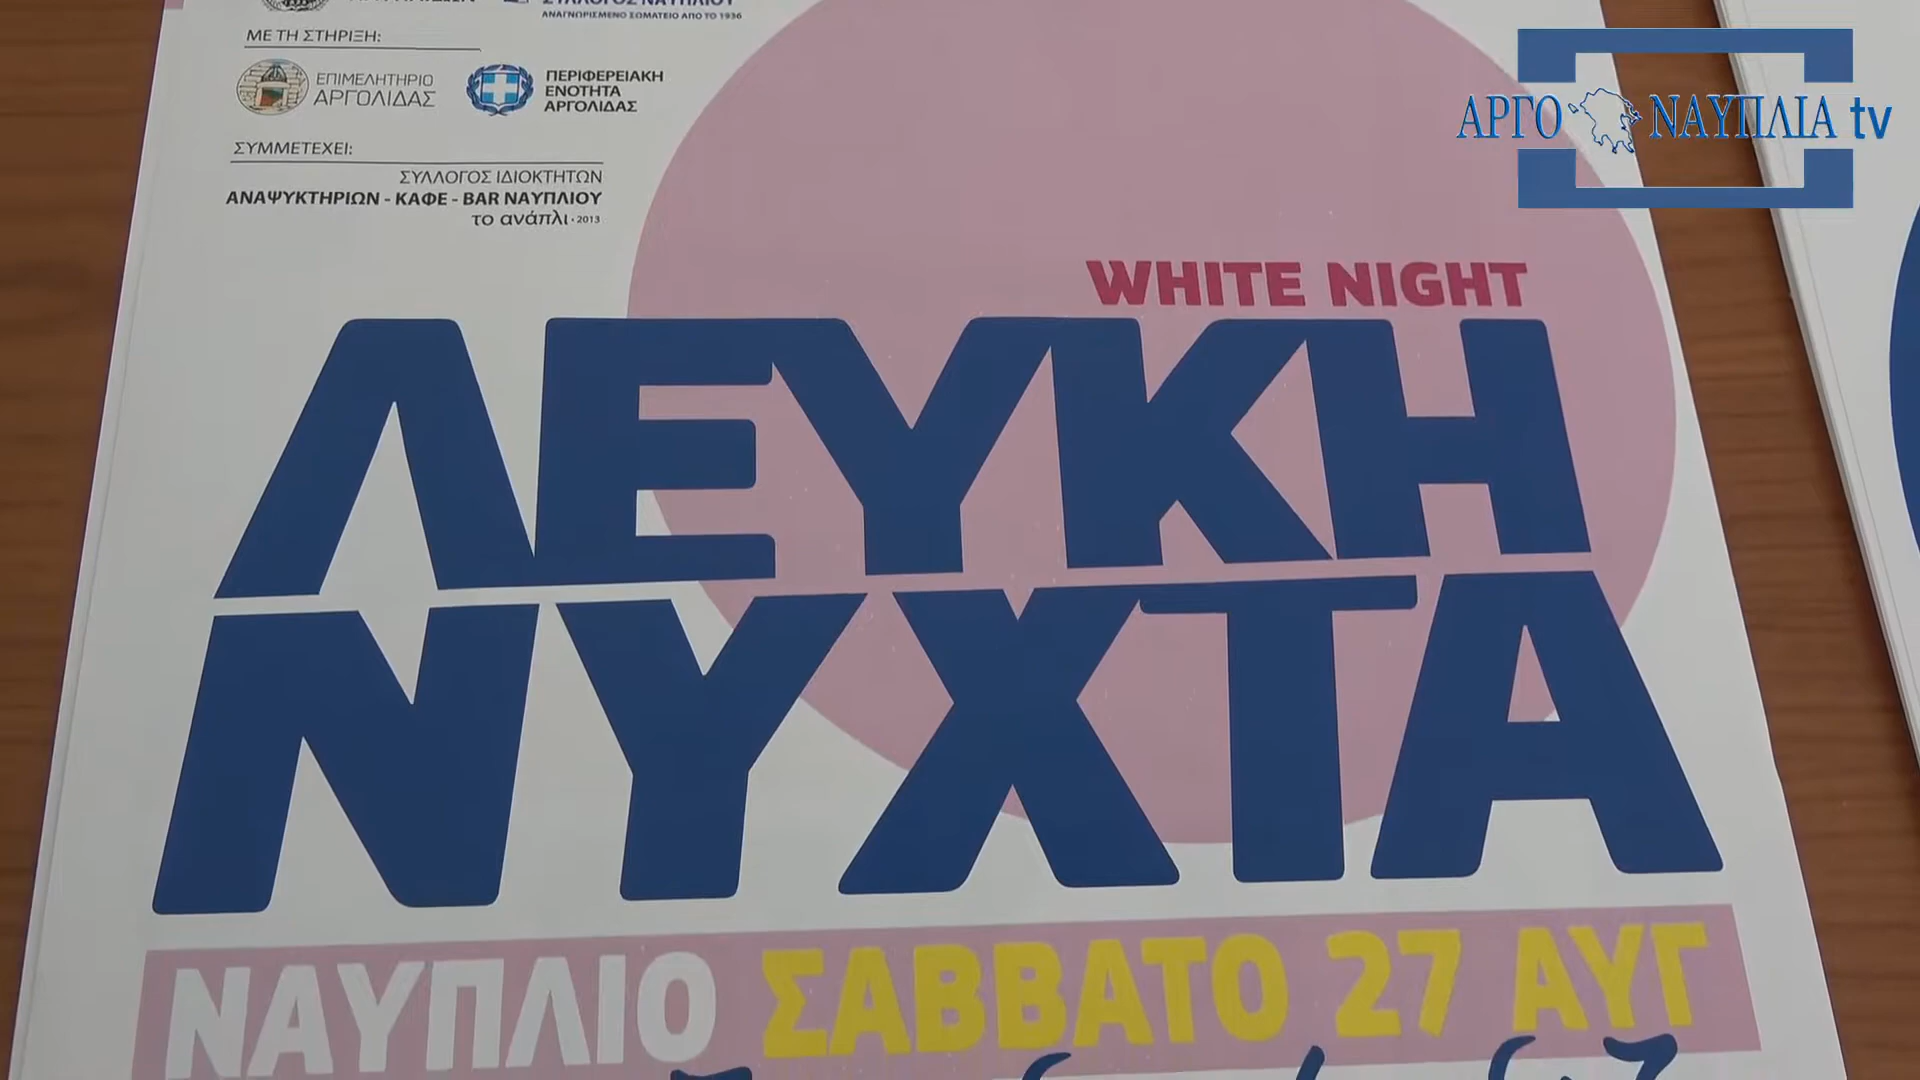 ΣΥΛΛΟΓΟΣ ΝΑΥΠΛΙΟΥ
ΑΝΑΓΝΩΡΙΣΜΕΝΟ ΣΩΜΑΤΕΙΟ ΑΠΟ ΤΟ 1936
ΜΕ ΤΗ ΣΤΗΡΙΞΗ:
ΕΠΙΜΕΛΗΤΗΡΙΟ
ΑΡΓΟΛΙΔΑΣ
ΠΕΡΙΦΕΡΕΙΑΚΗ
ΕΝΟΤΗΤΑ
ΑΡΓΟΛΙΔΑΣ
ΣΥΜΜΕΤΕΧΕΙ:
ΣΥΛΛΟΓΟΣ ΙΔΙΟΚΤΗΤΩΝ
ΑΝΑΨΥΚΤΗΡΙΩΝ - ΚΑΦΕ - BAR ΝΑΥΠΛΙΟΥ
το ανάπλι · 2013
ΑΡΓΟ ΝΑΥΠΛΙΑ tv
WHITE NIGHT
ΛΕΥΚΗ
ΝΥΧΤΑ
ΝΑΥΠΛΙΟ ΣΑΒΒΑΤΟ 27 ΑΥΓ